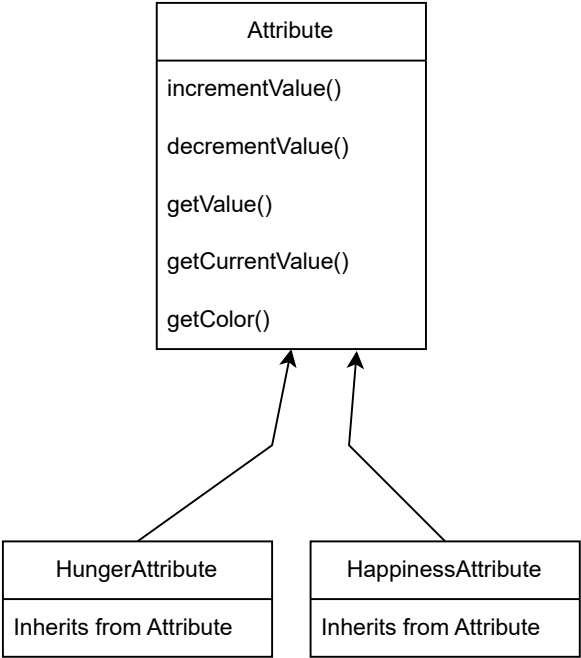 Attribute
incrementValue()
decrementValue()
getValue()
getCurrentValue()
getColor()
HungerAttribute
Inherits from Attribute
HappinessAttribute
Inherits from Attribute